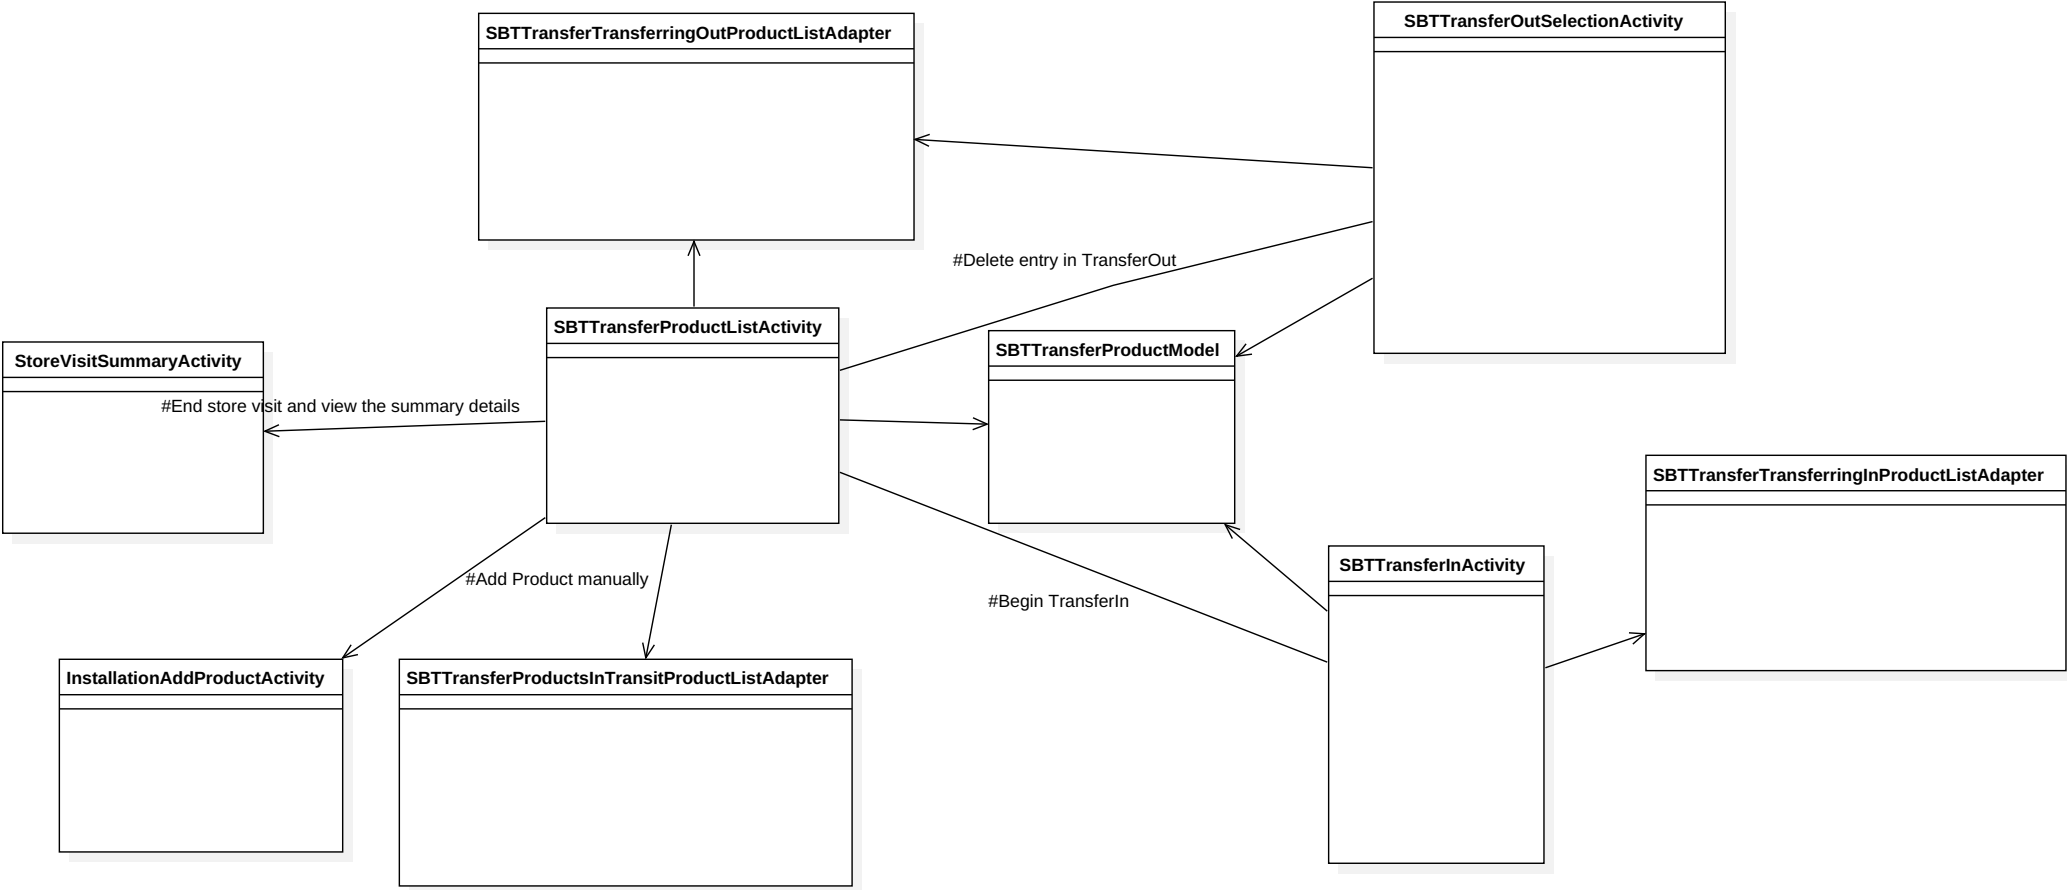 SBTTransferTransferringOutProductListAdapter
SBTTransferOutSelectionActivity
#Delete entry in TransferOut
SBTTransferProductListActivity
SBTTransferProductModel
StoreVisitSummaryActivity
#End store visit and view the summary details
SBTTransferTransferringInProductListAdapter
SBTTransferInActivity
#Add Product manually
#Begin TransferIn
InstallationAddProductActivity
SBTTransferProductsInTransitProductListAdapter